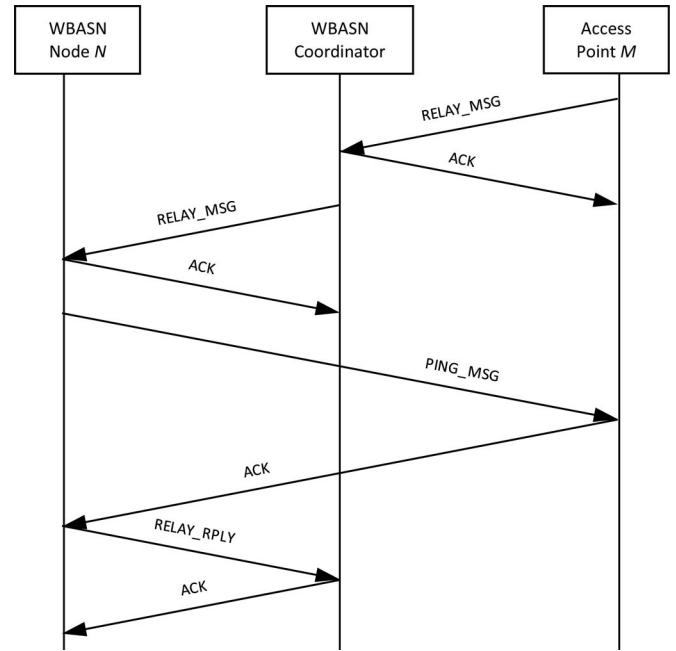 WBASN
Node N
WBASN
Coordinator
Access
Point M
RELAY_MSG
ACK
RELAY_MSG
ACK
PING_MSG
ACK
RELAY_RPLY
ACK